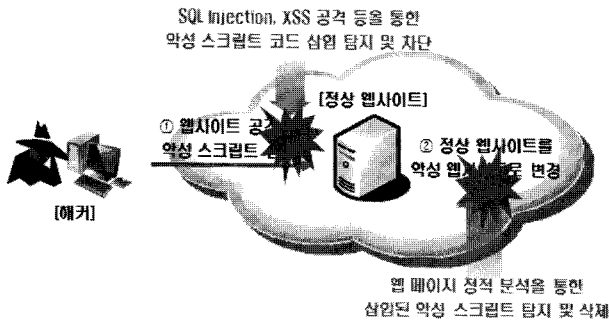 SQL Injection, XSS 공격 등을 통한
악성 스크립트 코드 삽입 탐지 및 차단
[정상 웹사이트]
① 웹사이트 공격
악성 스크립트
② 정상 웹사이트를
악성 변경
[해커]
웹 페이지 정적 분석을 통한
삽입된 악성 스크립트 탐지 및 삭제